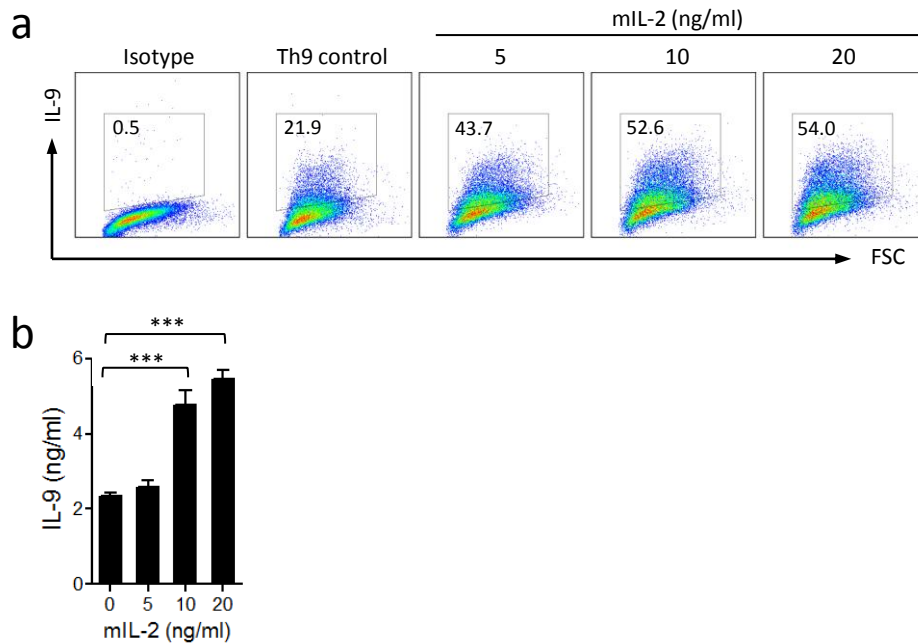 a
mIL-2 (ng/ml)
Isotype Th9 control 5 10 20
IL-9
0.5 21.9 43.7 52.6 54.0
FSC
b
***
***
6
4
2
0
IL-9 (ng/ml)
0 5 10 20
mIL-2 (ng/ml)